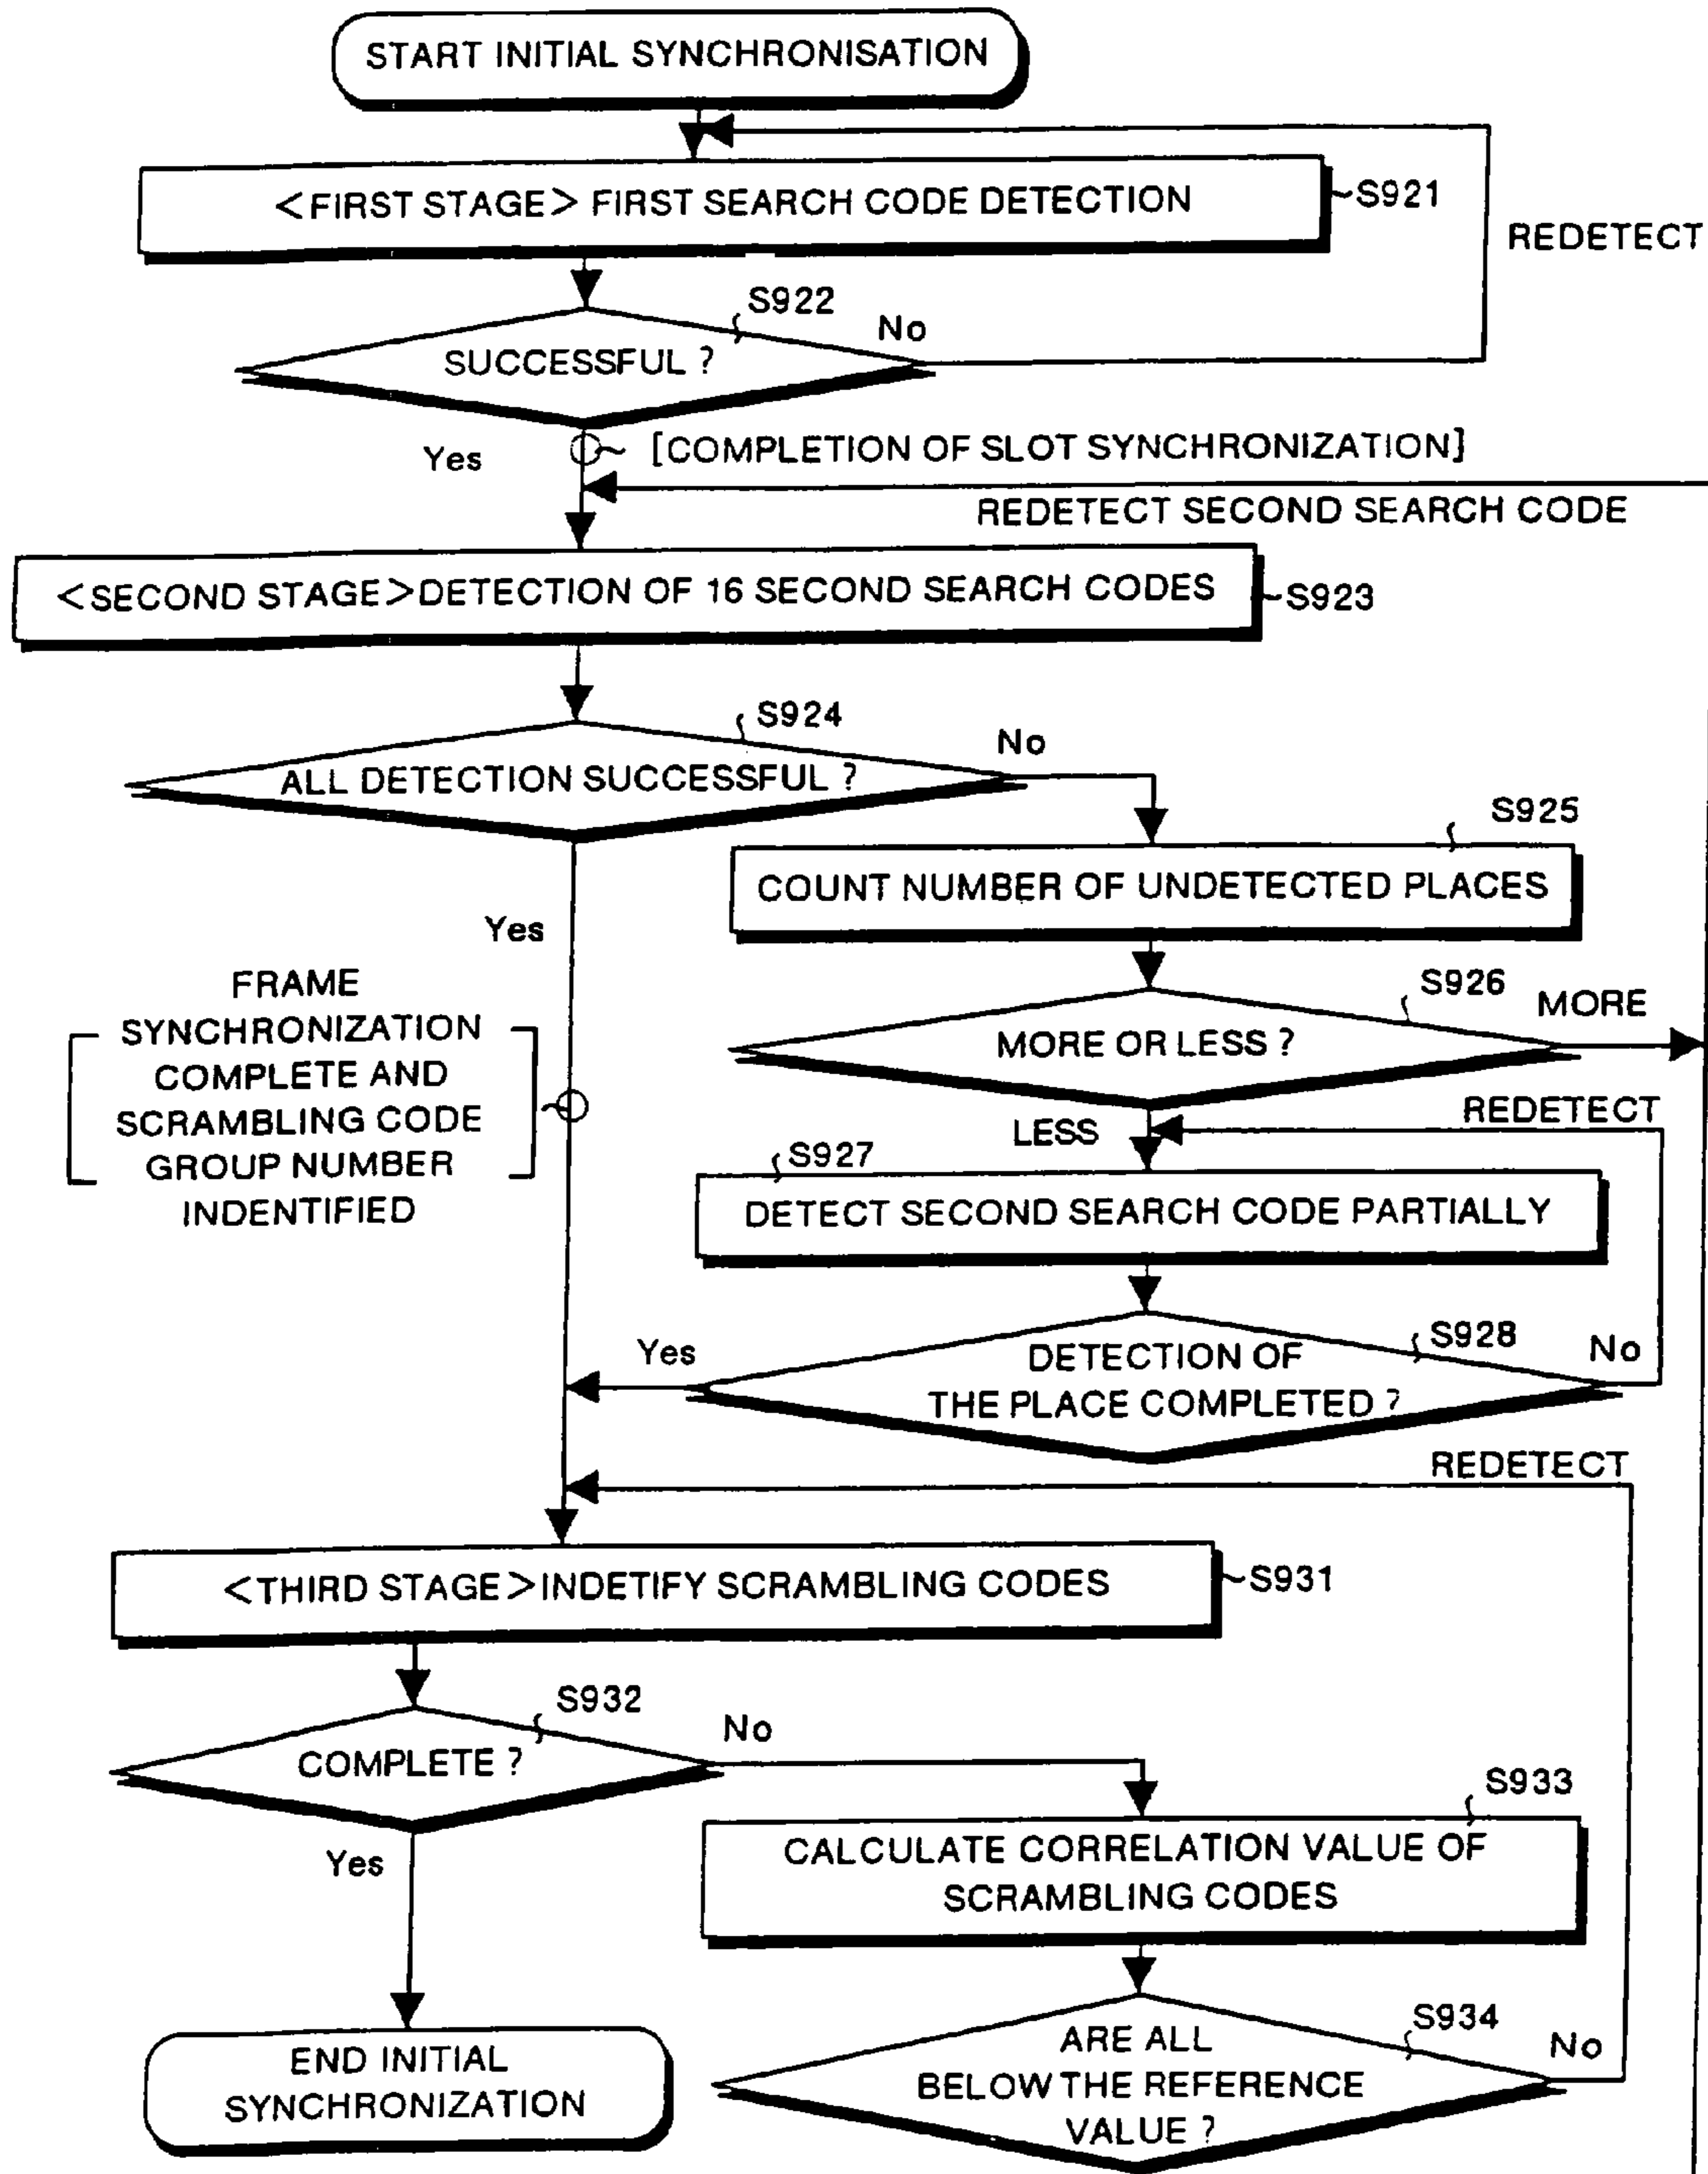 START INITIAL SYNCHRONISATION
<FIRST STAGE> FIRST SEARCH CODE DETECTION
S921
REDETECT
S922
No
SUCCESSFUL ?
Yes
[COMPLETION OF SLOT SYNCHRONIZATION]
REDETECT SECOND SEARCH CODE
<SECOND STAGE>DETECTION OF 16 SECOND SEARCH CODES
S923
S924
No
ALL DETECTION SUCCESSFUL ?
S925
COUNT NUMBER OF UNDETECTED PLACES
Yes
FRAME
SYNCHRONIZATION
COMPLETE AND
SCRAMBLING CODE
GROUP NUMBER
INDENTIFIED
S926
MORE
MORE OR LESS ?
REDETECT
LESS
S927
DETECT SECOND SEARCH CODE PARTIALLY
S928
Yes
No
DETECTION OF
THE PLACE COMPLETED ?
REDETECT
<THIRD STAGE>INDETIFY SCRAMBLING CODES
S931
S932
No
COMPLETE ?
S933
Yes
CALCULATE CORRELATION VALUE OF
SCRAMBLING CODES
S934
No
ARE ALL
BELOW THE REFERENCE
VALUE ?
END INITIAL
SYNCHRONIZATION